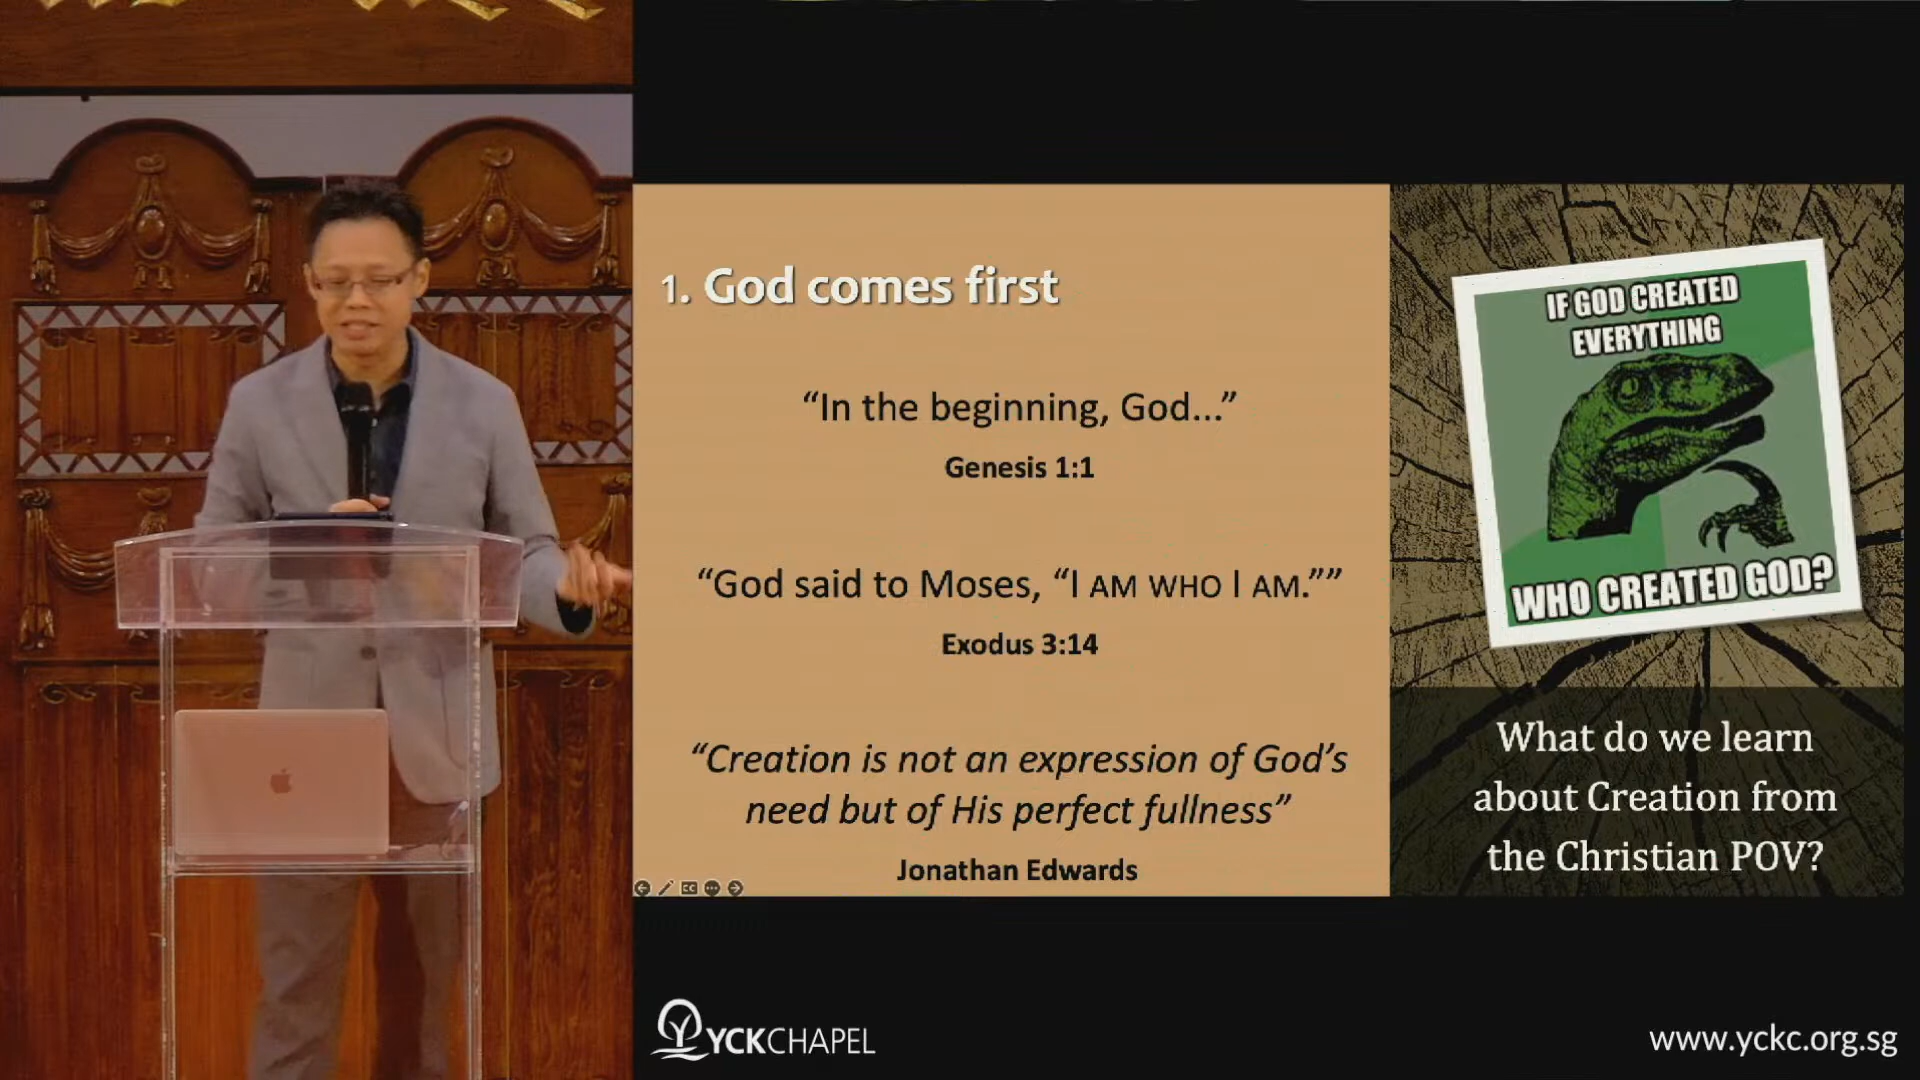 1. God comes first
“In the beginning, God...”
Genesis 1:1
“God said to Moses, “I AM WHO I AM.””
Exodus 3:14
“Creation is not an expression of God’s
need but of His perfect fullness”
Jonathan Edwards
IF GOD CREATED
EVERYTHING
WHO CREATED GOD?
What do we learn
about Creation from
the Christian POV?
CC
YCKCHAPEL
www.yckc.org.sg